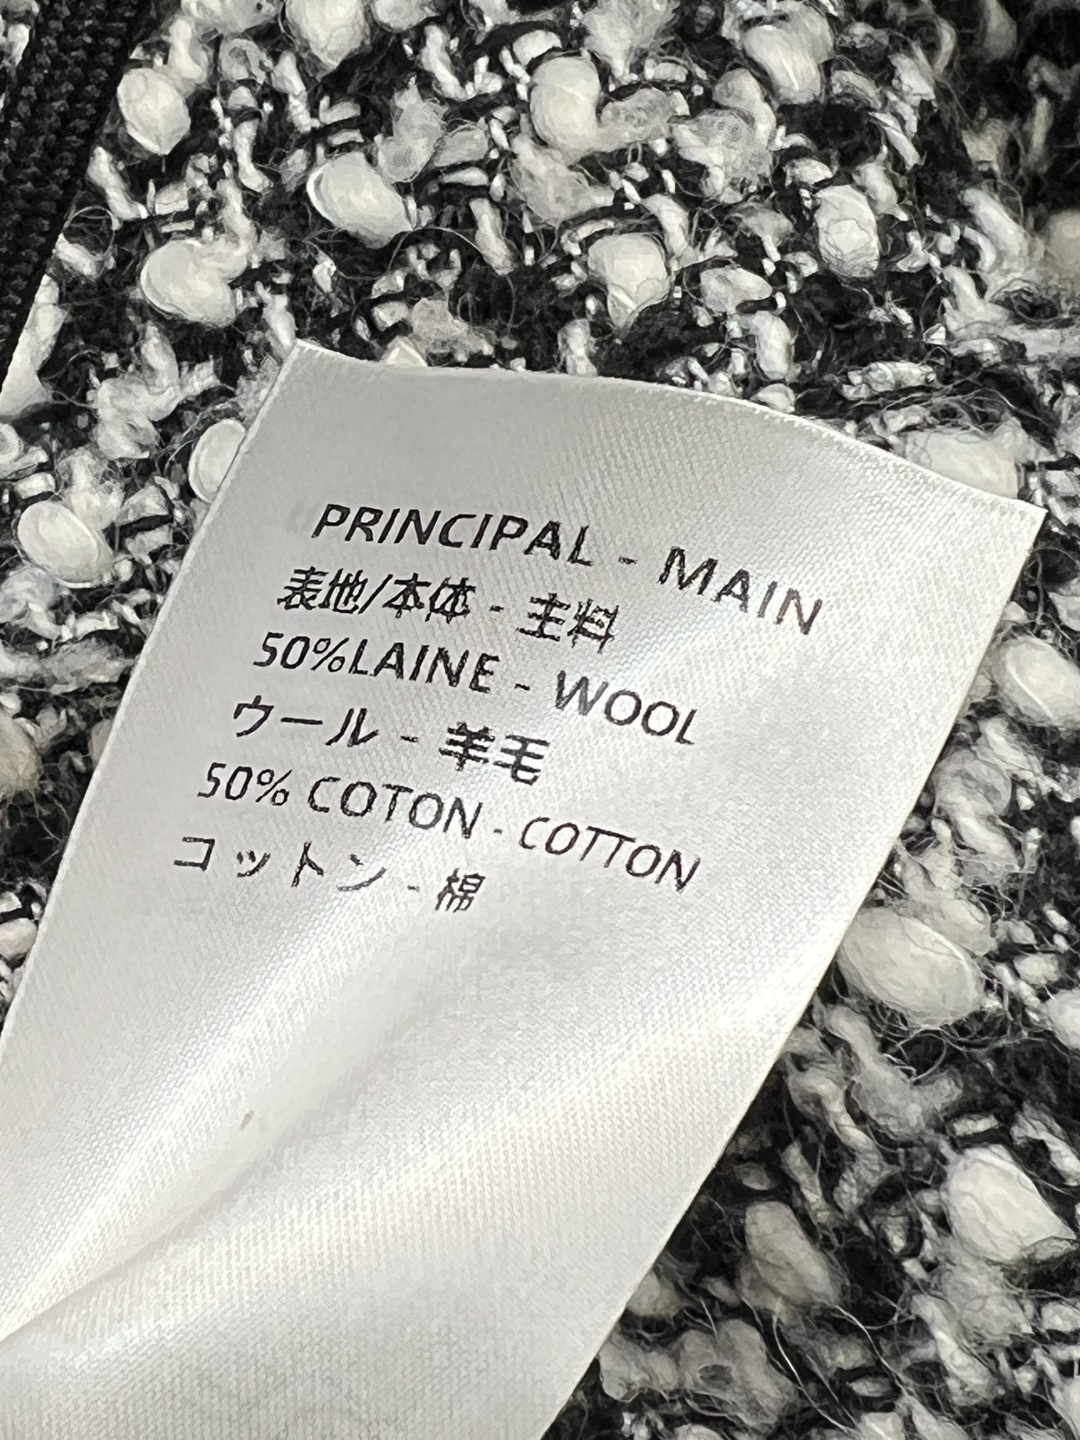 PRINCIPAL - MAIN
表地/本体 - 主料
50%LAINE - WOOL
ウール - 羊毛
50% COTON - COTTON
コットン - 棉